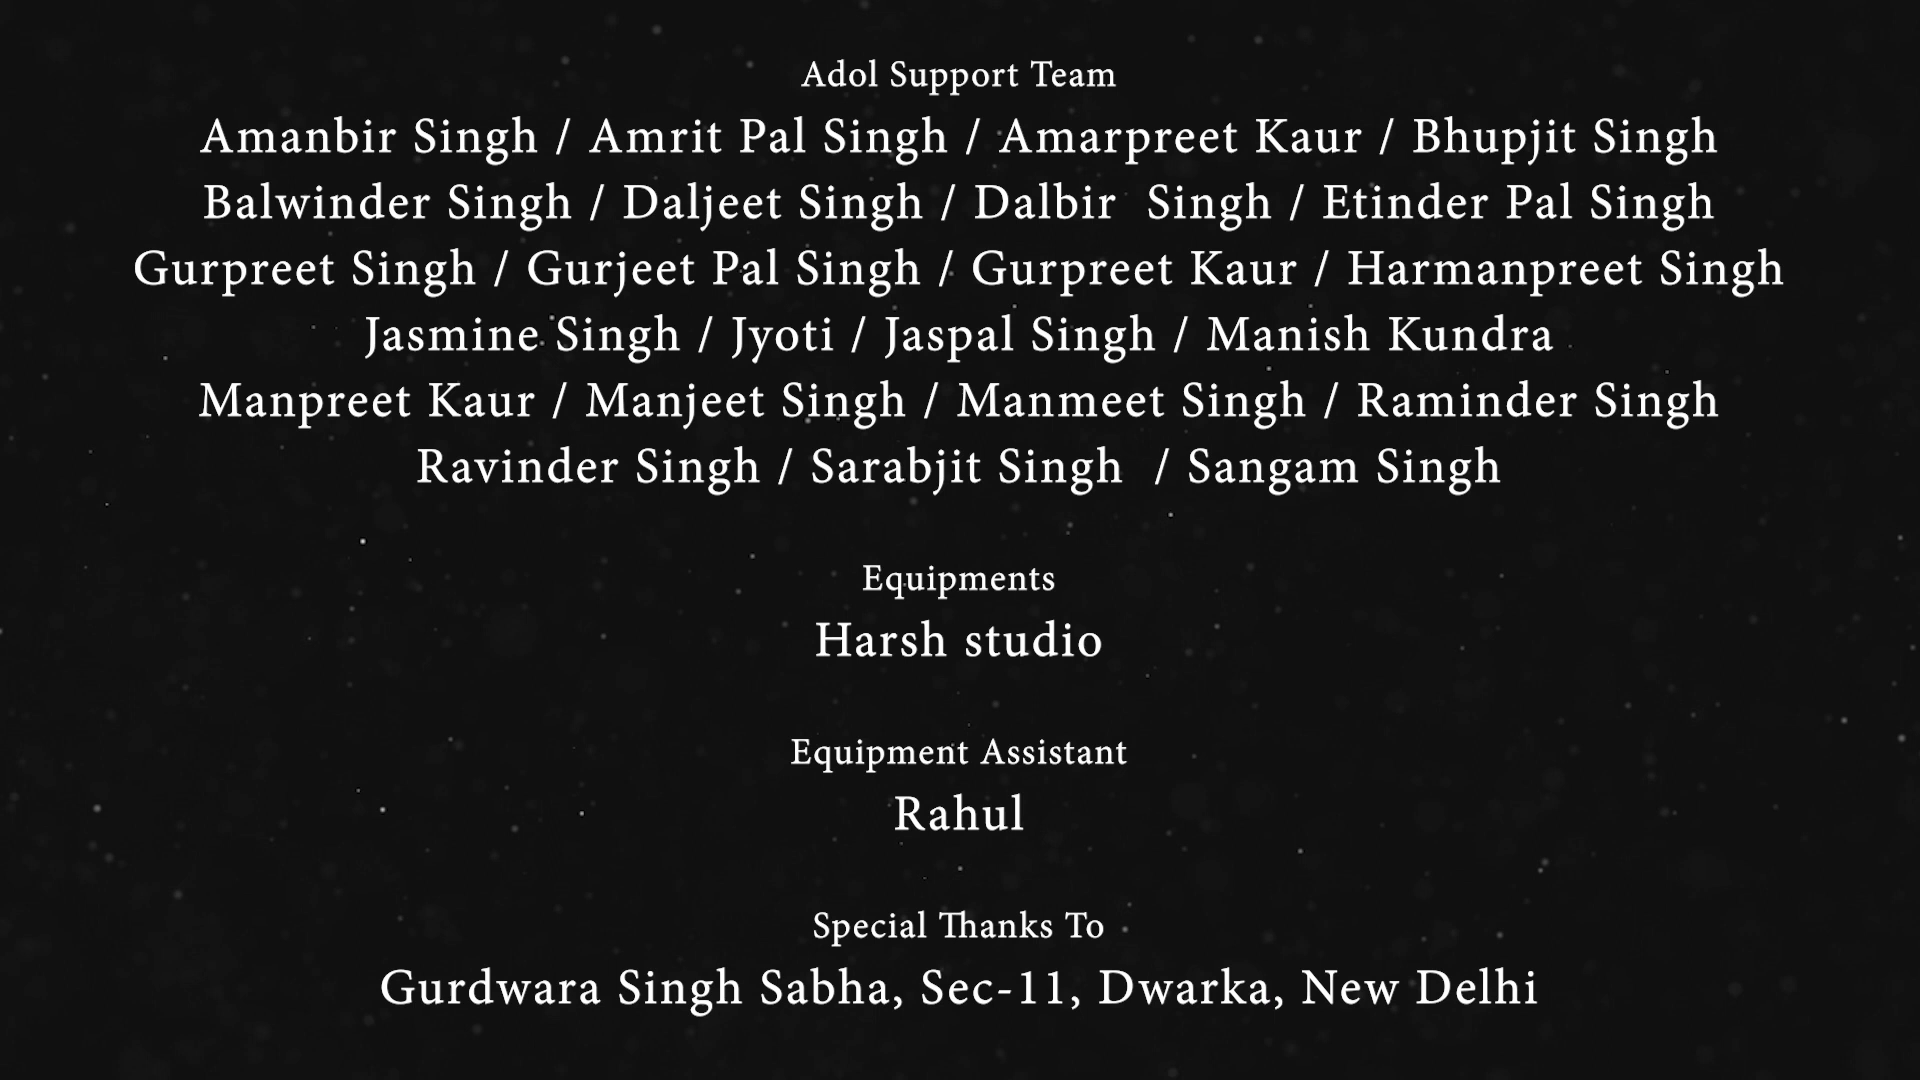 Adol Support Team
Amanbir Singh / Amrit Pal Singh / Amarpreet Kaur / Bhupjit Singh
Balwinder Singh / Daljeet Singh / Dalbir  Singh / Etinder Pal Singh
Gurpreet Singh / Gurjeet Pal Singh / Gurpreet Kaur / Harmanpreet Singh
Jasmine Singh / Jyoti / Jaspal Singh / Manish Kundra
Manpreet Kaur / Manjeet Singh / Manmeet Singh / Raminder Singh
Ravinder Singh / Sarabjit Singh  / Sangam Singh
Equipments
Harsh studio
Equipment Assistant
Rahul
Special Thanks To
Gurdwara Singh Sabha, Sec-11, Dwarka, New Delhi